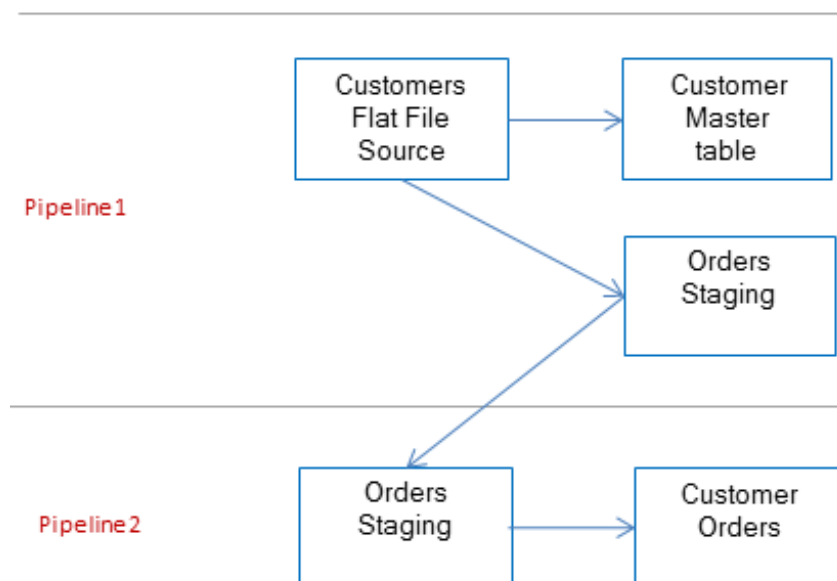 Customers
Flat File
Source
Customer
Master
table
Pipeline1
Orders
Staging
Orders
Staging
Customer
Orders
Pipeline2